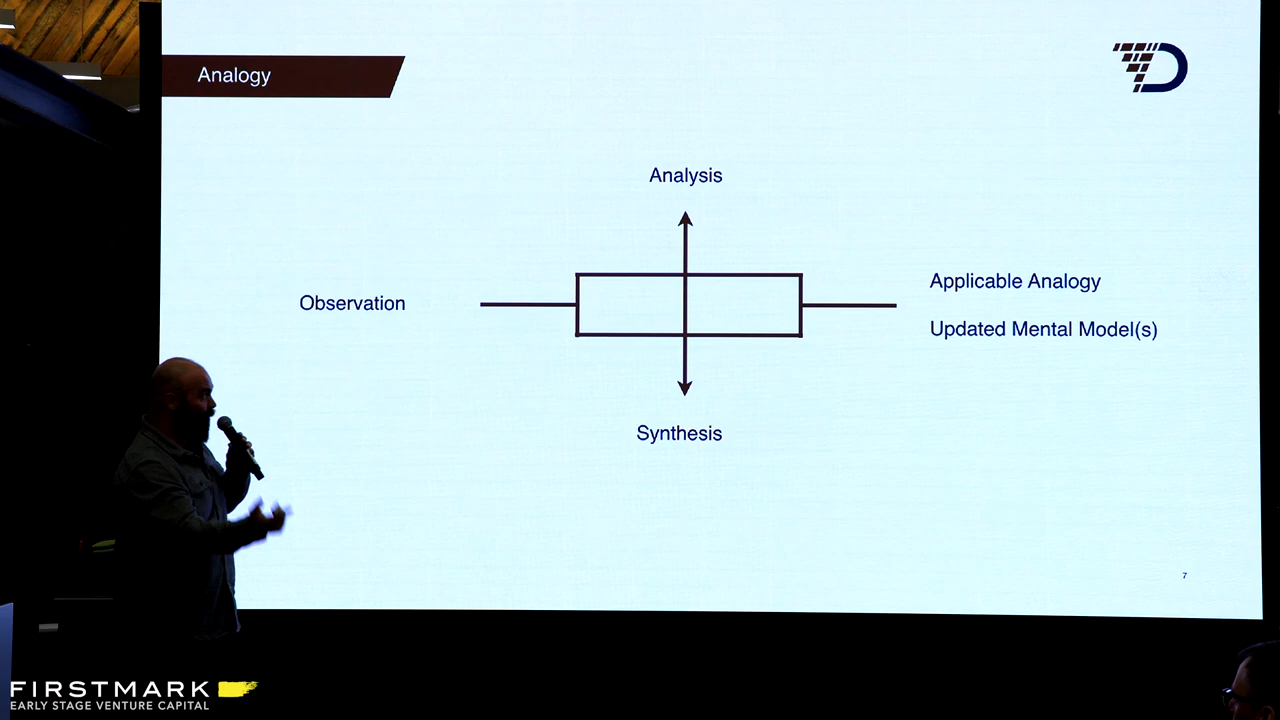 Analogy
Analysis
Observation
Applicable Analogy
Updated Mental Model(s)
Synthesis
7
FIRSTMARK
EARLY STAGE VENTURE CAPITAL